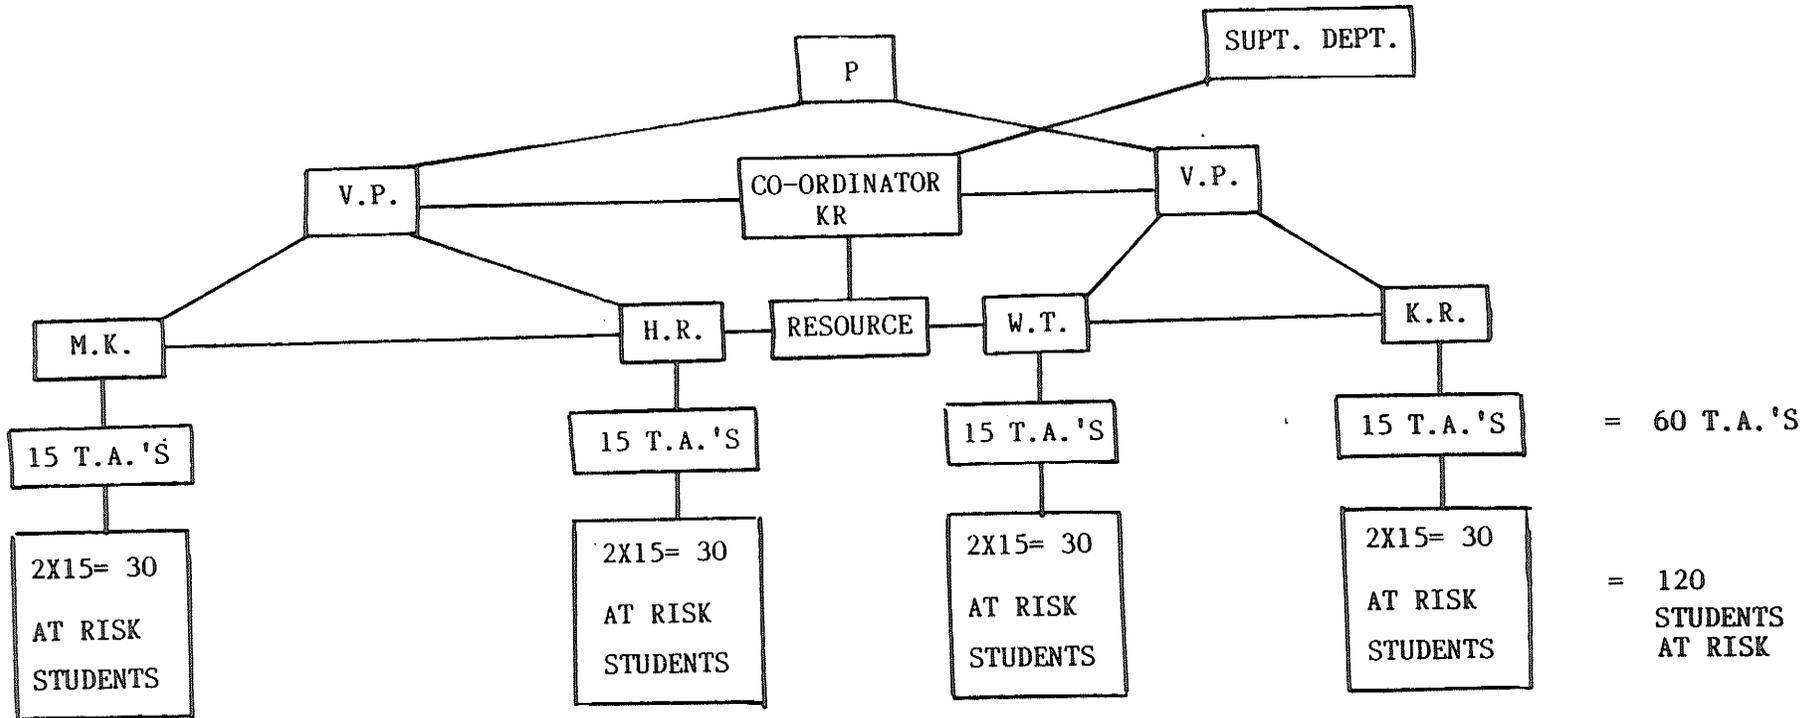 SUPT. DEPT.
P
V.P.
CO-ORDINATOR
KR
V.P.
M.K.
H.R.
RESOURCE
W.T.
K.R.
15 T.A.'S
15 T.A.'S
15 T.A.'S
15 T.A.'S
= 60 T.A.'S
2X15= 30
AT RISK
STUDENTS
2X15= 30
AT RISK
STUDENTS
2X15= 30
AT RISK
STUDENTS
2X15= 30
AT RISK
STUDENTS
= 120
STUDENTS
AT RISK